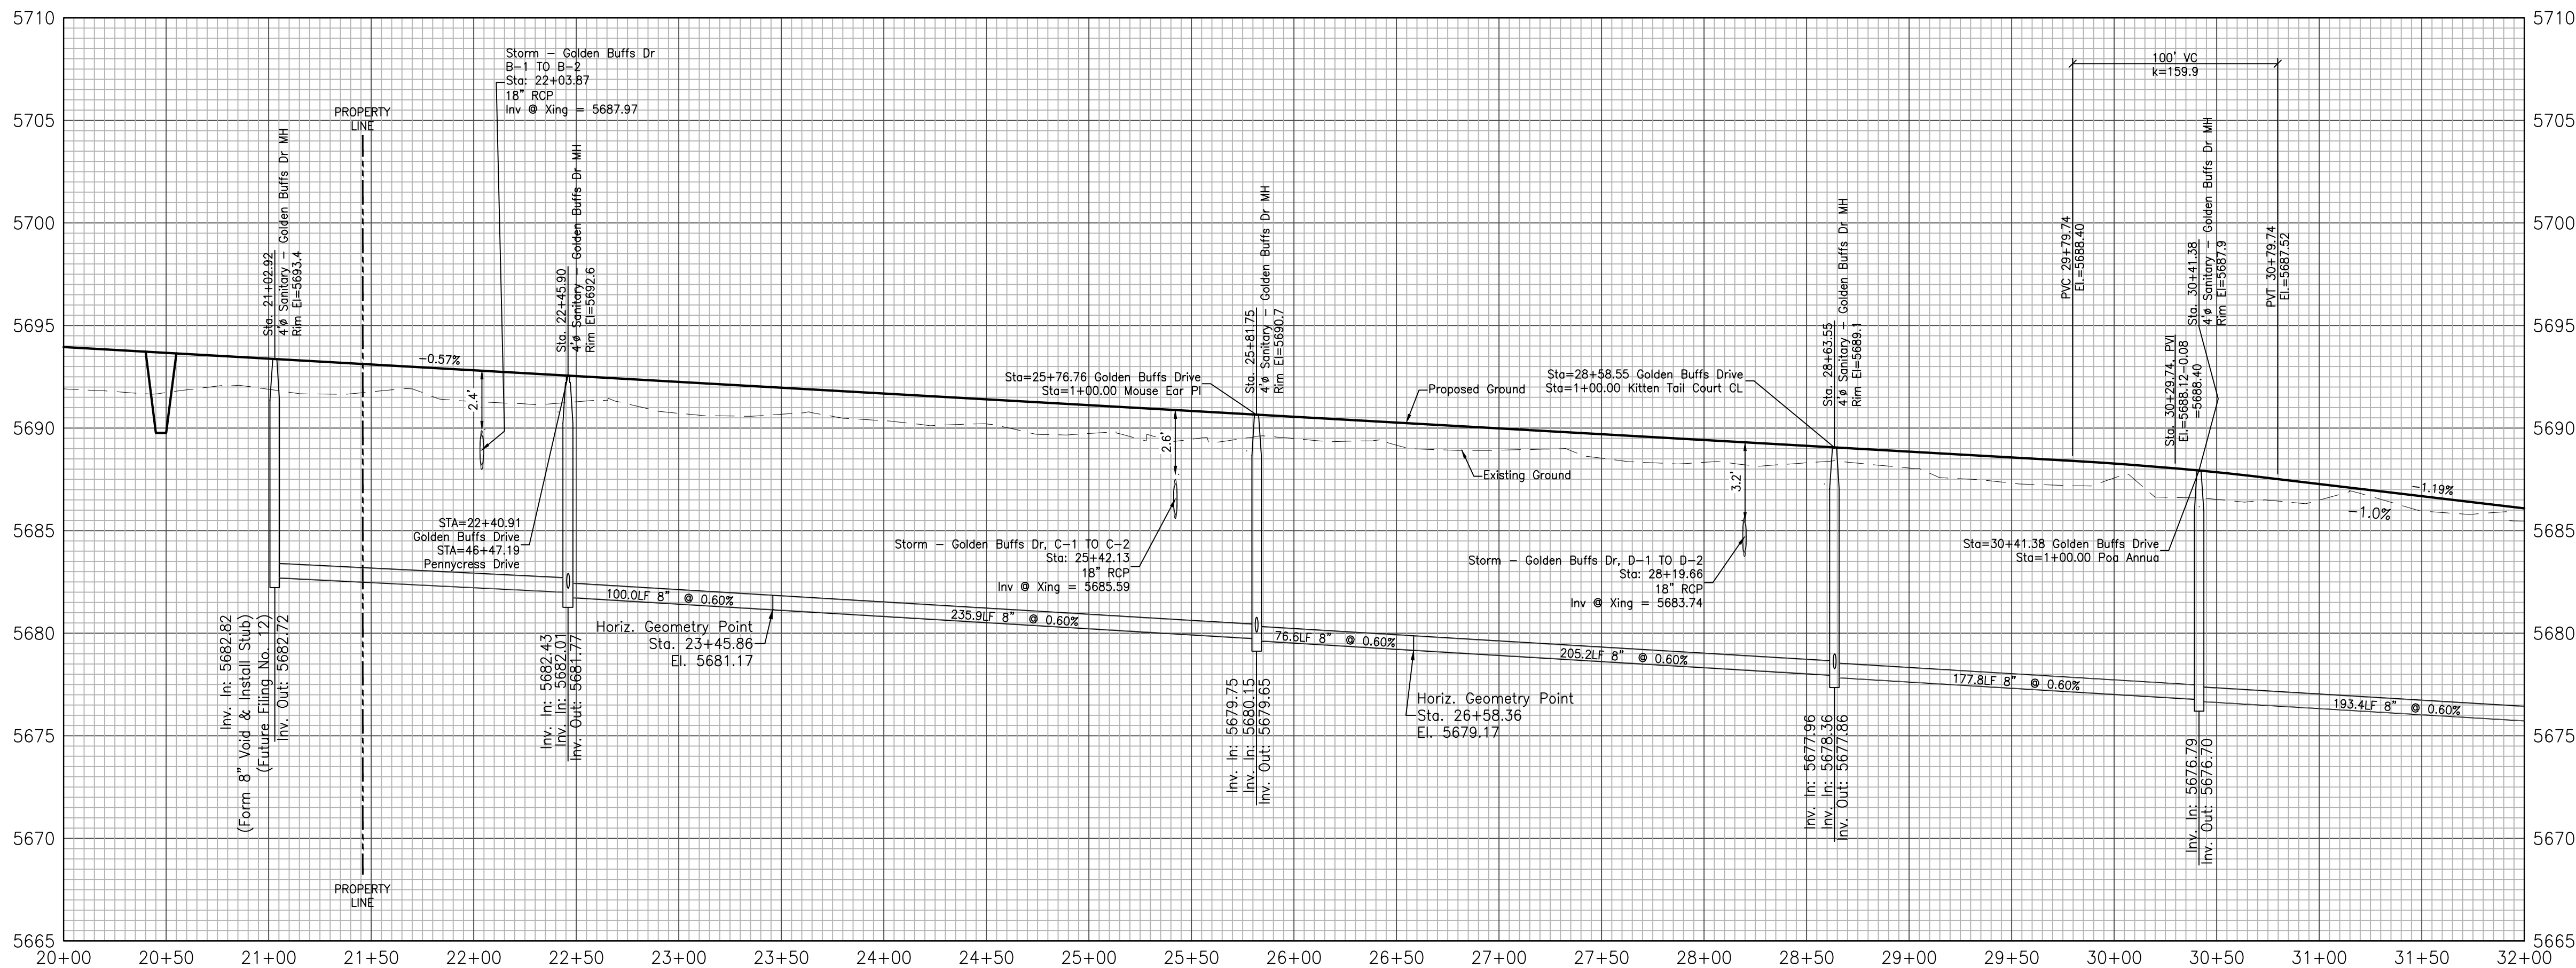 5710
5705
5700
5695
5690
5685
5680
5675
5670
5665
5710
5705
5700
5695
5690
5685
5680
5675
5670
5665
20+00
20+50
21+00
21+50
22+00
22+50
23+00
23+50
24+00
24+50
25+00
25+50
26+00
26+50
27+00
27+50
28+00
28+50
29+00
29+50
30+00
30+50
31+00
31+50
32+00
Sta. 21+02.92
4'ø Sanitary - Golden Buffs Dr MH
Rim El=5693.4
PROPERTY
LINE
-0.57%
Storm - Golden Buffs Dr
B-1 TO B-2
Sta: 22+03.87
18" RCP
Inv @ Xing = 5687.97
2.4'
Sta. 22+45.90
4'ø Sanitary - Golden Buffs Dr MH
Rim El=5692.6
STA=22+40.91
Golden Buffs Drive
STA=46+47.19
Pennycress Drive
Inv. In: 5682.82
(Form 8" Void & Install Stub)
(Future Filing No. 12)
Inv. Out: 5682.72
PROPERTY
LINE
Inv. In: 5682.43
Inv. In: 5682.01
Inv. Out: 5681.77
100.0LF 8" @ 0.60%
Horiz. Geometry Point
Sta. 23+45.86
El. 5681.17
235.9LF 8" @ 0.60%
Sta=25+76.76 Golden Buffs Drive
Sta=1+00.00 Mouse Ear Pl
2.6'
Storm - Golden Buffs Dr, C-1 TO C-2
Sta: 25+42.13
18" RCP
Inv @ Xing = 5685.59
Sta. 25+81.75
4'ø Sanitary - Golden Buffs Dr MH
Rim El=5690.7
Inv. In: 5679.75
Inv. In: 5680.15
Inv. Out: 5679.65
76.6LF 8" @ 0.60%
Horiz. Geometry Point
Sta. 26+58.36
El. 5679.17
Proposed Ground
Existing Ground
205.2LF 8" @ 0.60%
Sta=28+58.55 Golden Buffs Drive
Sta=1+00.00 Kitten Tail Court CL
3.2'
Storm - Golden Buffs Dr, D-1 TO D-2
Sta: 28+19.66
18" RCP
Inv @ Xing = 5683.74
Sta. 28+63.55
4'ø Sanitary - Golden Buffs Dr MH
Rim El=5689.1
Inv. In: 5677.96
Inv. In: 5678.36
Inv. Out: 5677.86
177.8LF 8" @ 0.60%
100' VC
k=159.9
PVC 29+79.74
El.=5688.40
Sta. 30+29.74, PVI
El.=5688.12-0.08
=5688.40
Sta. 30+41.38
4'ø Sanitary - Golden Buffs Dr MH
Rim El=5687.9
PVT 30+79.74
El.=5687.52
Sta=30+41.38 Golden Buffs Drive
Sta=1+00.00 Poa Annua
Inv. In: 5676.79
Inv. Out: 5676.70
-1.19%
-1.0%
193.4LF 8" @ 0.60%